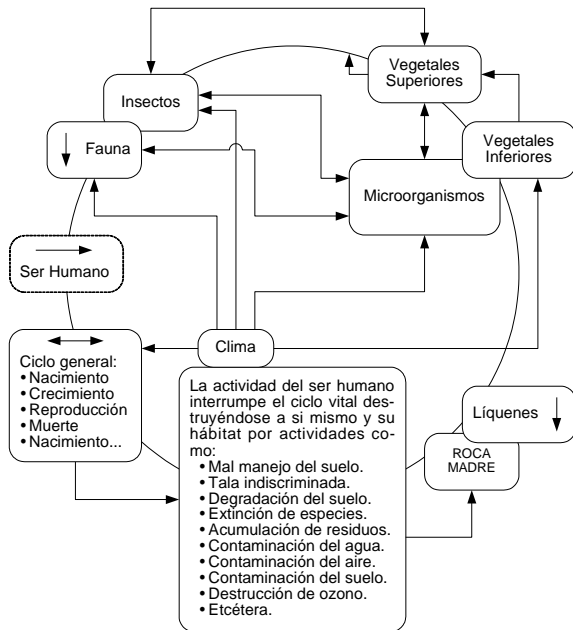 Vegetales
Superiores
Insectos
Vegetales
Inferiores
Fauna
Microorganismos
Ser Humano
Clima
Ciclo general:
• Nacimiento
• Crecimiento
• Reproducción
• Muerte
• Nacimiento...
La actividad del ser humano
interrumpe el ciclo vital des-
truyéndose a si mismo y su
hábitat por actividades co-
mo:
• Mal manejo del suelo.
• Tala indiscriminada.
• Degradación del suelo.
• Extinción de especies.
• Acumulación de residuos.
• Contaminación del agua.
• Contaminación del aire.
• Contaminación del suelo.
• Destrucción de ozono.
• Etcétera.
Líquenes
ROCA
MADRE